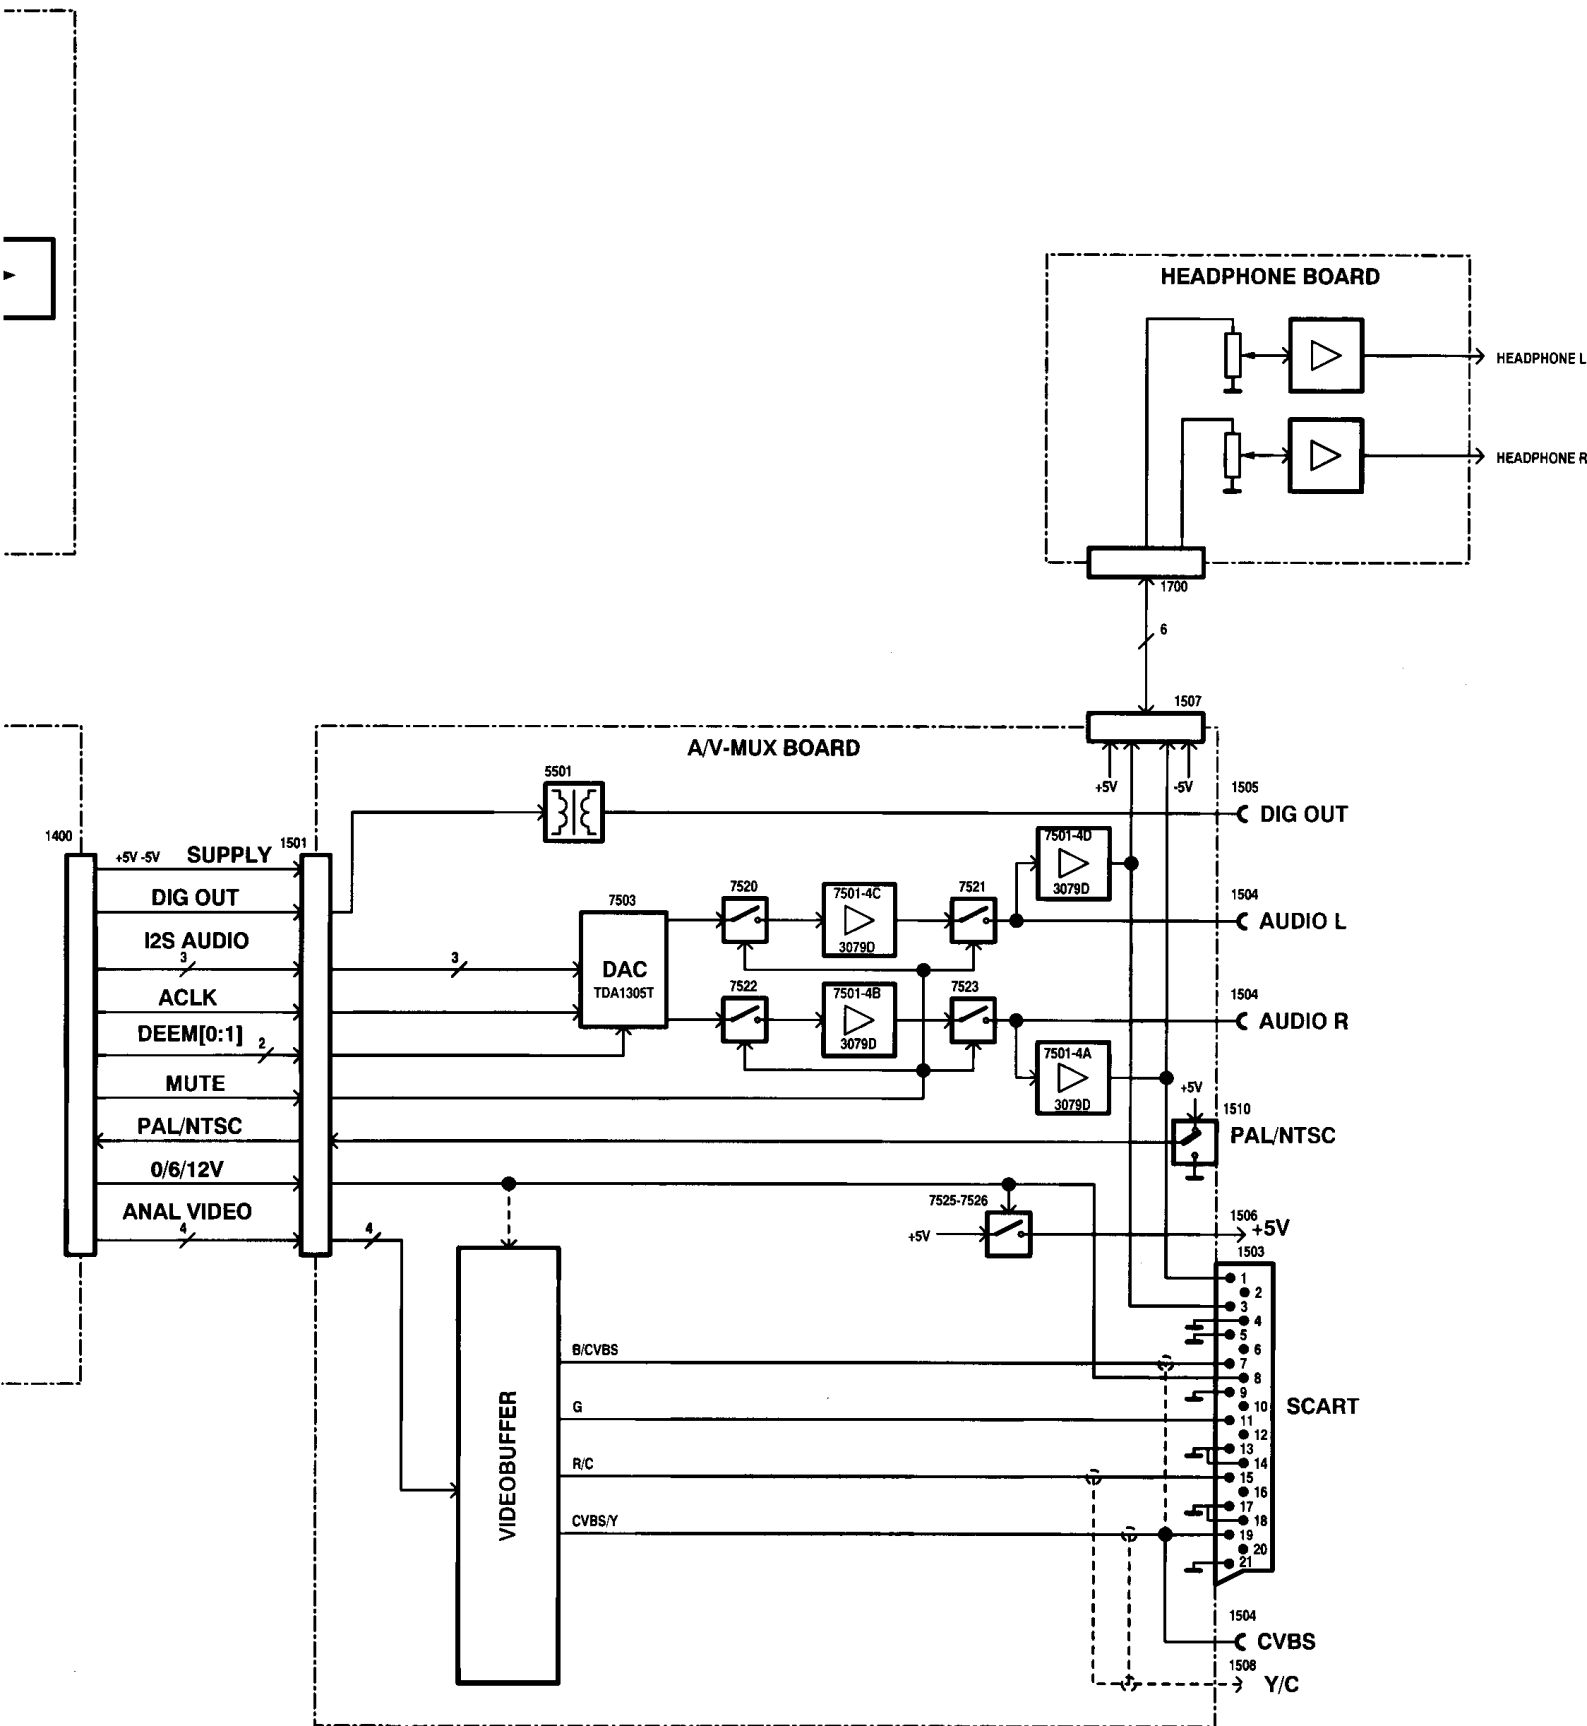 HEADPHONE BOARD
HEADPHONE L
HEADPHONE R
1700
6
1507
A/V-MUX BOARD
+5V
-5V
5501
1505
DIG OUT
1400
+5V -5V
SUPPLY
1501
DIG OUT
I2S AUDIO
3
ACLK
DEEM[0:1]
2
MUTE
PAL/NTSC
0/6/12V
ANAL VIDEO
4
3
4
7503
DAC
TDA1305T
7520
7501-4C
3079D
7521
7501-4D
3079D
1504
AUDIO L
7522
7501-4B
3079D
7523
1504
AUDIO R
7501-4A
3079D
+5V
1510
PAL/NTSC
7525-7526
+5V
1506
+5V
1503
1
2
3
4
5
6
7
8
9
10
11
12
13
14
15
16
17
18
19
20
21
SCART
VIDEOBUFFER
B/CVBS
G
R/C
CVBS/Y
1504
CVBS
1508
Y/C